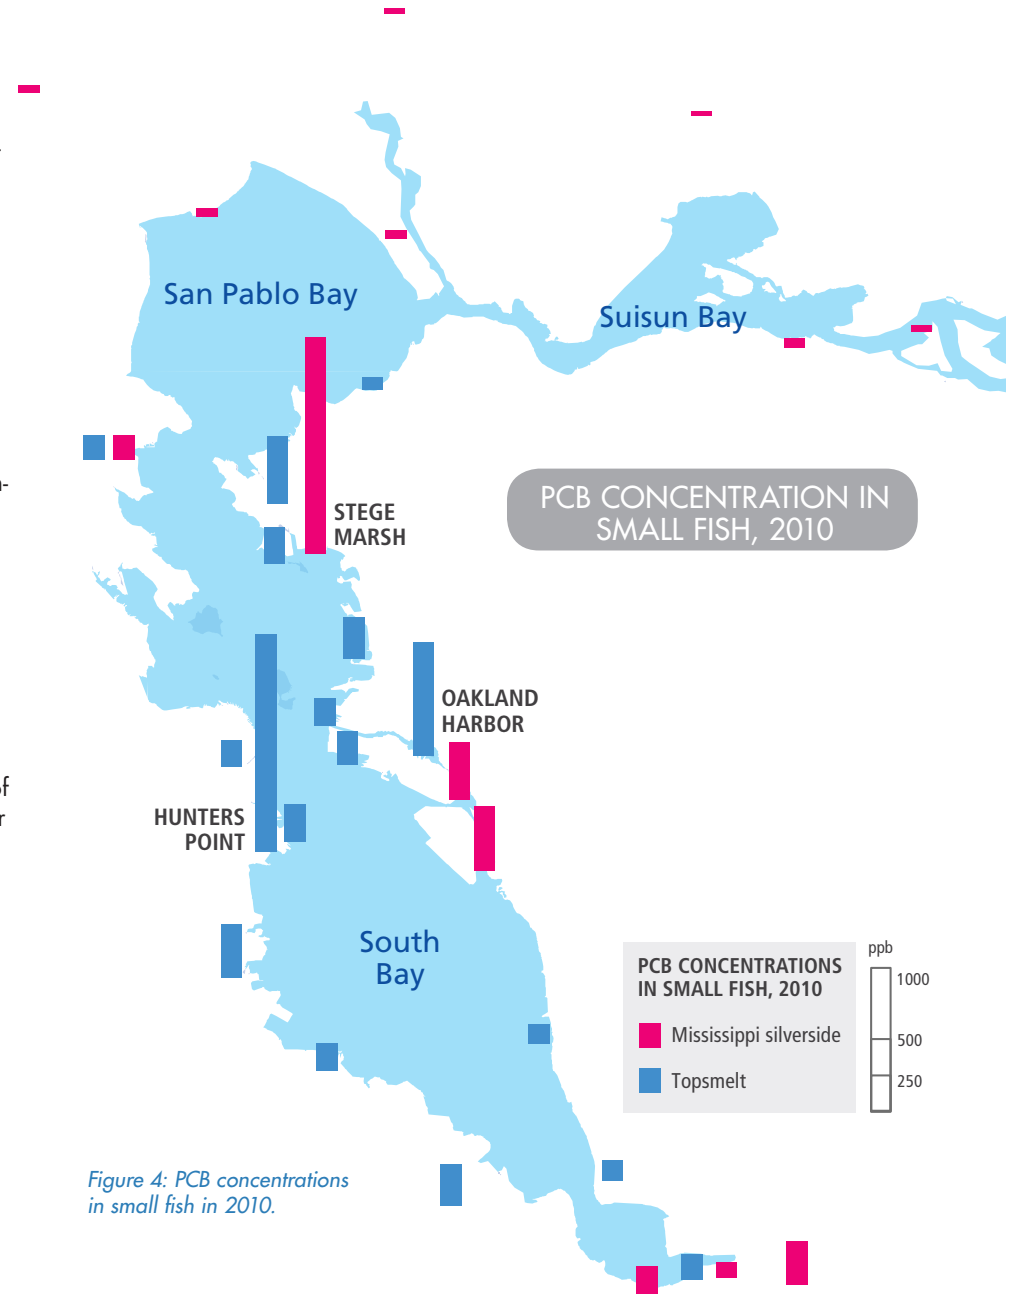 San Pablo Bay
Suisun Bay
PCB CONCENTRATION IN
SMALL FISH, 2010
STEGE
MARSH
OAKLAND
HARBOR
HUNTERS
POINT
South
Bay
PCB CONCENTRATIONS
IN SMALL FISH, 2010
Mississippi silverside
Topsmelt
ppb
1000
500
250
Figure 4: PCB concentrations
in small fish in 2010.